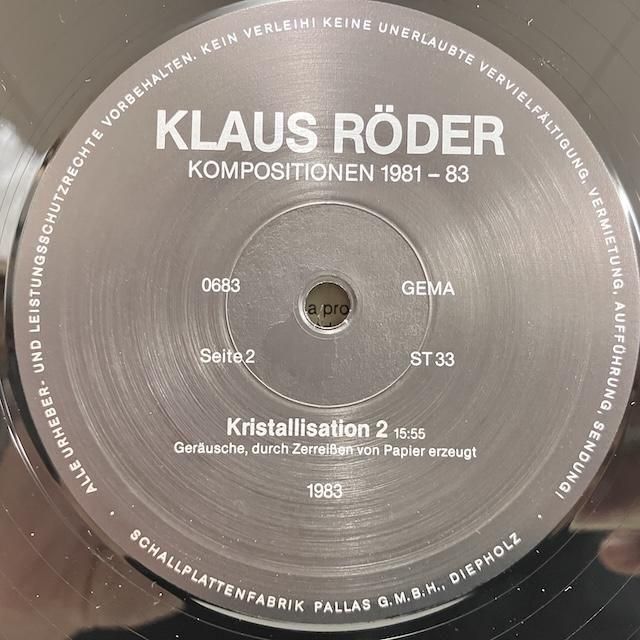 ALLE URHEBER- UND LEISTUNGSSCHUTZRECHTE VORBEHALTEN. KEIN VERLEIH! KEINE UNERLAUBTE VERVIELFÄLTIGUNG, VERMIETUNG, AUFFÜHRUNG, SENDUNG!
KLAUS RÖDER
KOMPOSITIONEN 1981 – 83
0683
GEMA
a pro
Seite 2
ST 33
Kristallisation 2 15:55
Geräusche, durch Zerreißen von Papier erzeugt
1983
· SCHALLPLATTENFABRIK PALLAS G.M.B.H., DIEPHOLZ ·